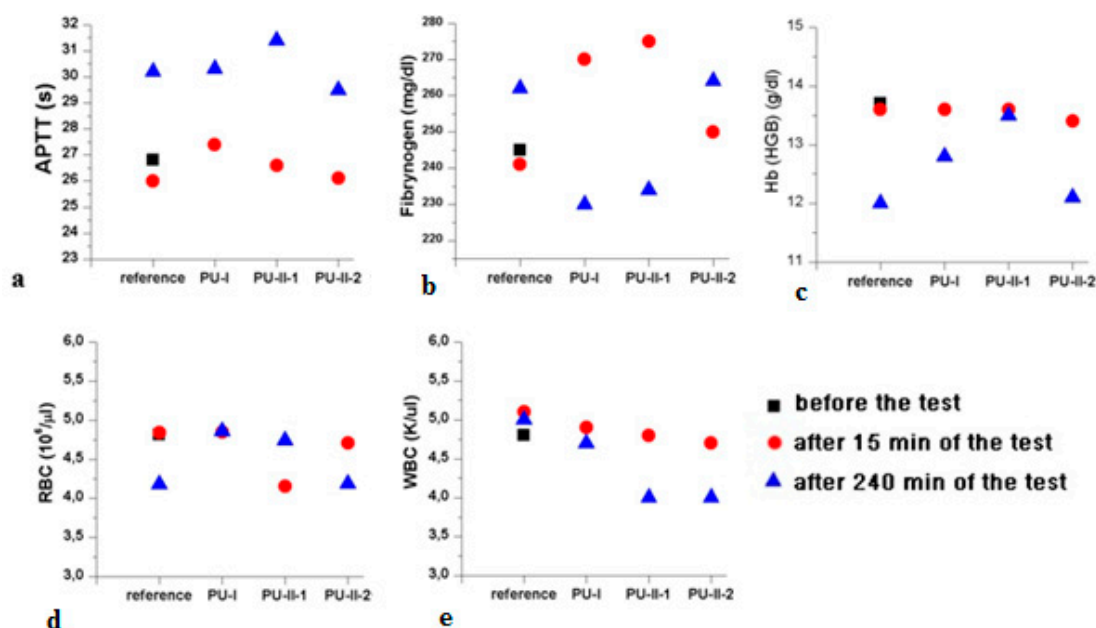 APTT (s)
32
31
30
29
28
27
26
25
24
23
reference PU-I PU-II-1 PU-II-2
a
Fibrynogen (mg/dl)
280
270
260
250
240
230
220
reference PU-I PU-II-1 PU-II-2
b
Hb (HGB) (g/dl)
15
14
13
12
11
reference PU-I PU-II-1 PU-II-2
c
RBC (10⁶/µl)
6,0
5,5
5,0
4,5
4,0
3,5
3,0
reference PU-I PU-II-1 PU-II-2
d
WBC (K/ul)
6,0
5,5
5,0
4,5
4,0
3,5
3,0
reference PU-I PU-II-1 PU-II-2
e
before the test
after 15 min of the test
after 240 min of the test